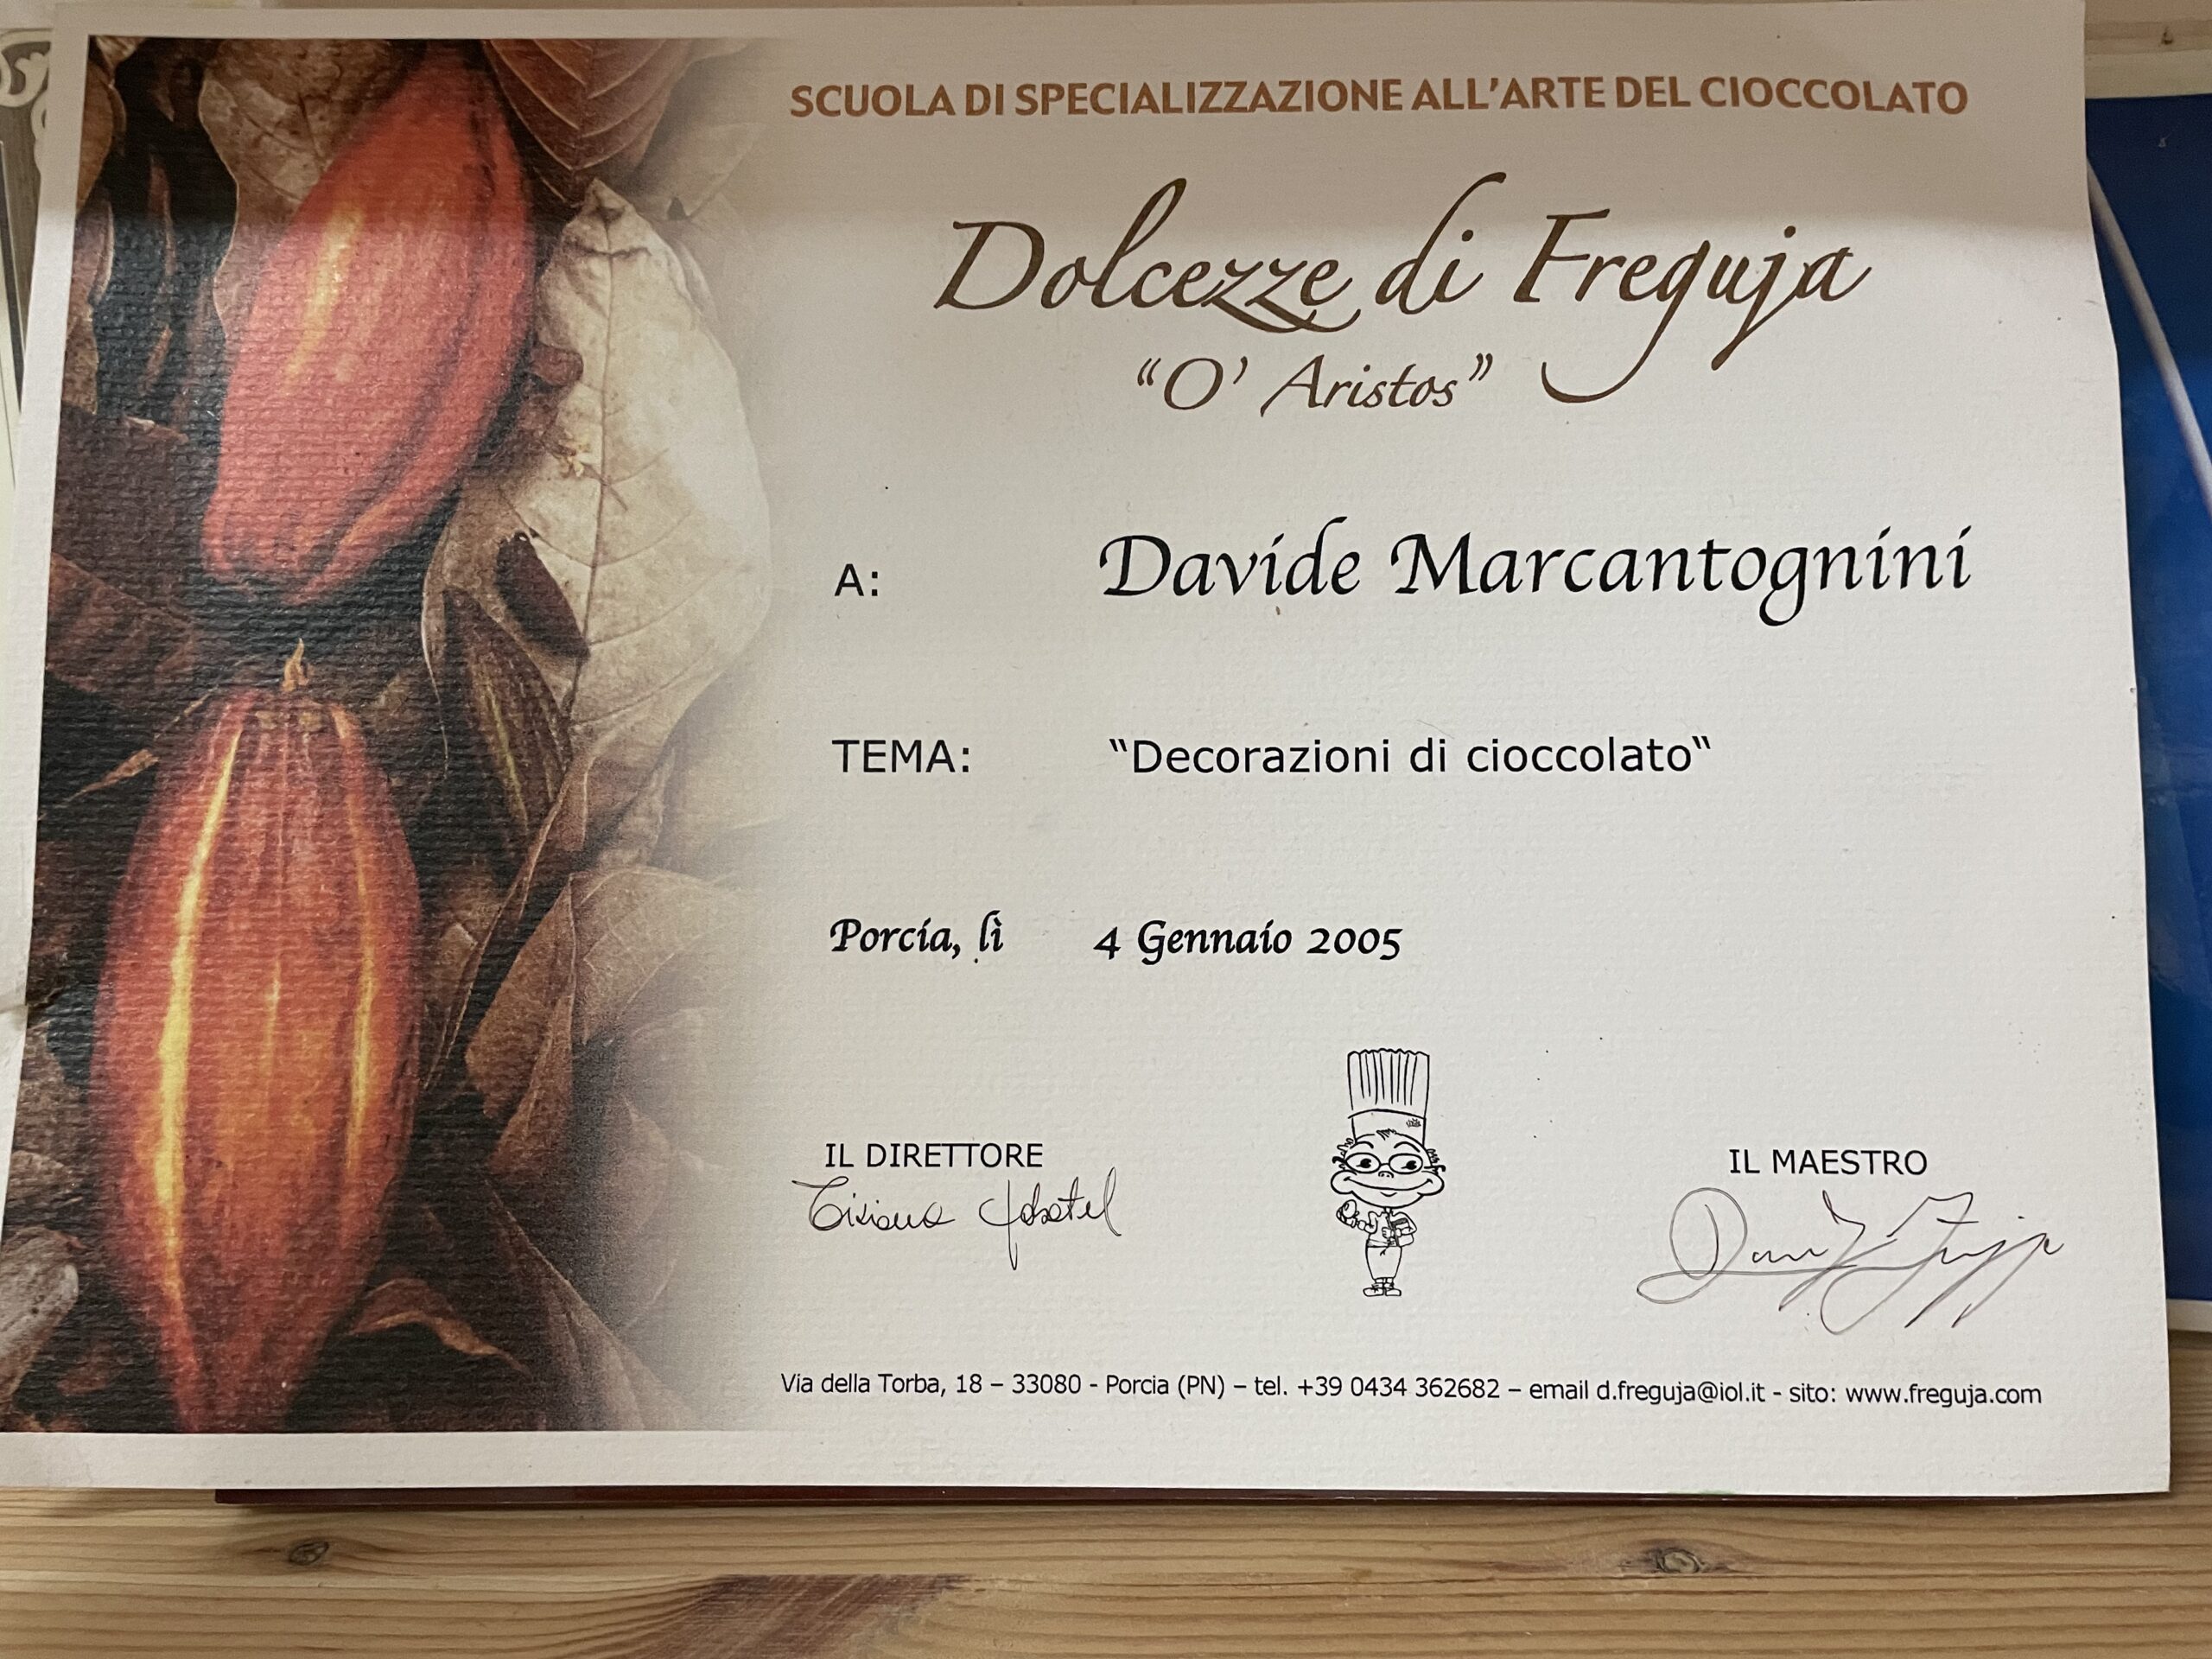 SCUOLA DI SPECIALIZZAZIONE ALL'ARTE DEL CIOCCOLATO
Dolcezze di Freguja
“O' Aristos”
A: Davide Marcantognini
TEMA: “Decorazioni di cioccolato“
Porcia, lì 4 Gennaio 2005
IL DIRETTORE
IL MAESTRO
Via della Torba, 18 – 33080 - Porcia (PN) – tel. +39 0434 362682 – email d.freguja@iol.it - sito: www.freguja.com